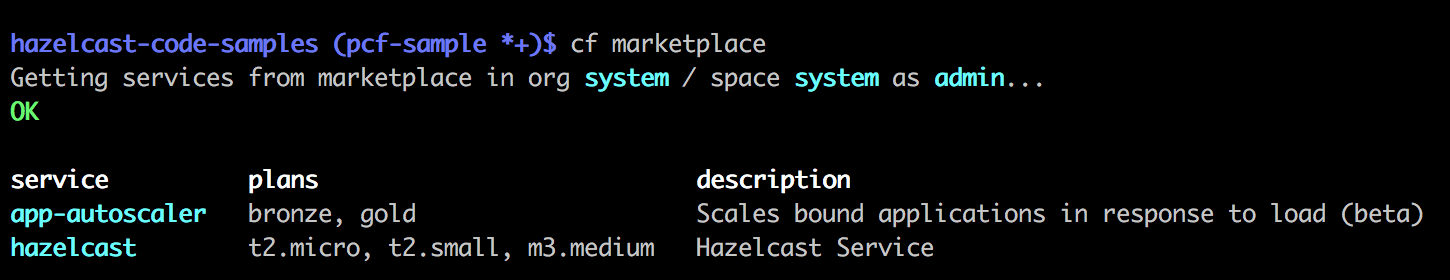 hazelcast-code-samples (pcf-sample *+)$ cf marketplace
Getting services from marketplace in org system / space system as admin...
OK
service plans description
app-autoscaler bronze, gold Scales bound applications in response to load (beta)
hazelcast t2.micro, t2.small, m3.medium Hazelcast Service